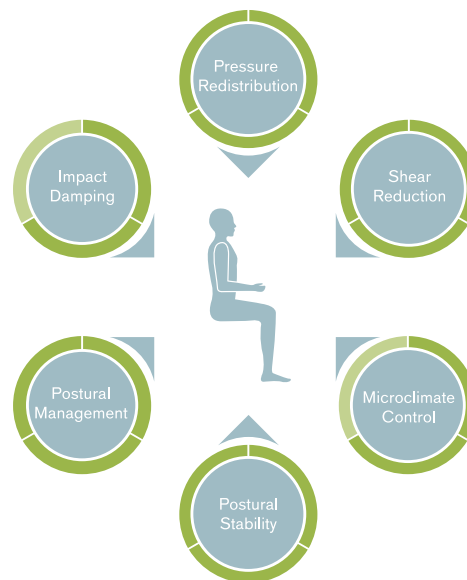 Pressure
Redistribution
Impact
Damping
Shear
Reduction
Postural
Management
Microclimate
Control
Postural
Stability